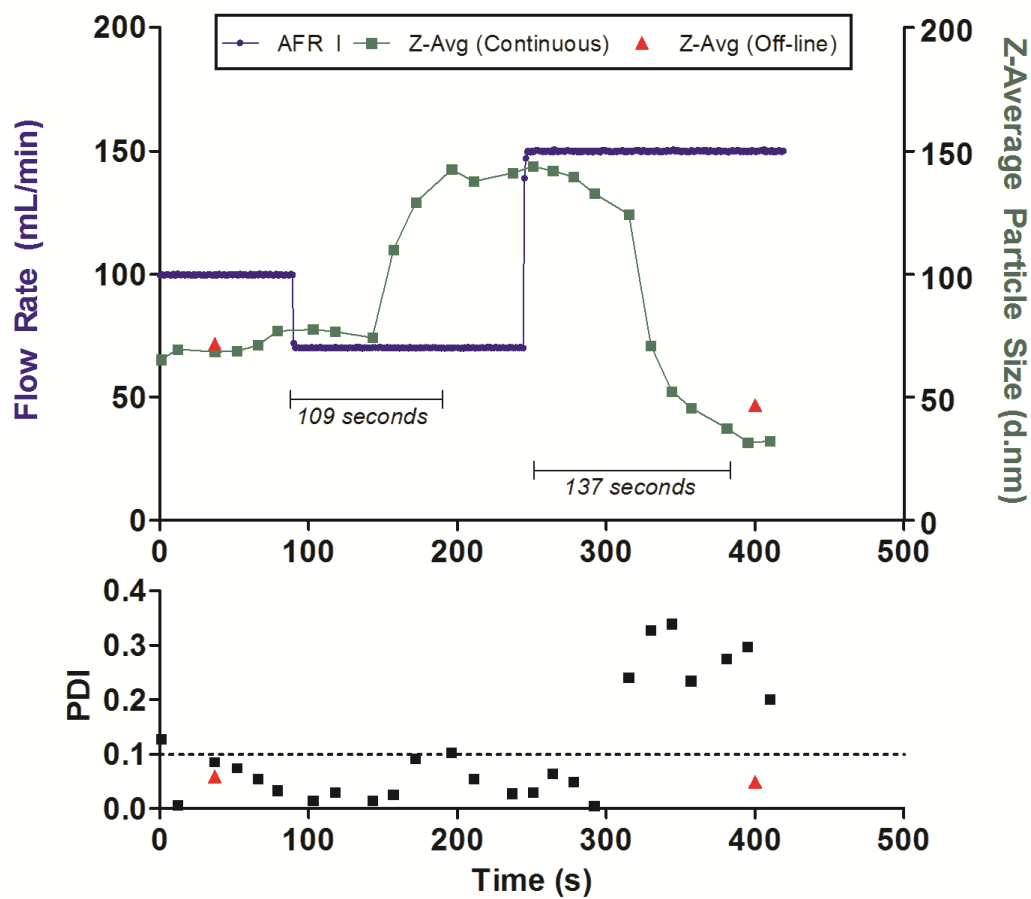 AFR I
Z-Avg (Continuous)
Z-Avg (Off-line)
Flow Rate (mL/min)
Z-Average Particle Size (d.nm)
200
150
100
50
0
200
150
100
50
0
109 seconds
137 seconds
0 100 200 300 400 500
PDI
0.4
0.3
0.2
0.1
0.0
0 100 200 300 400 500
Time (s)